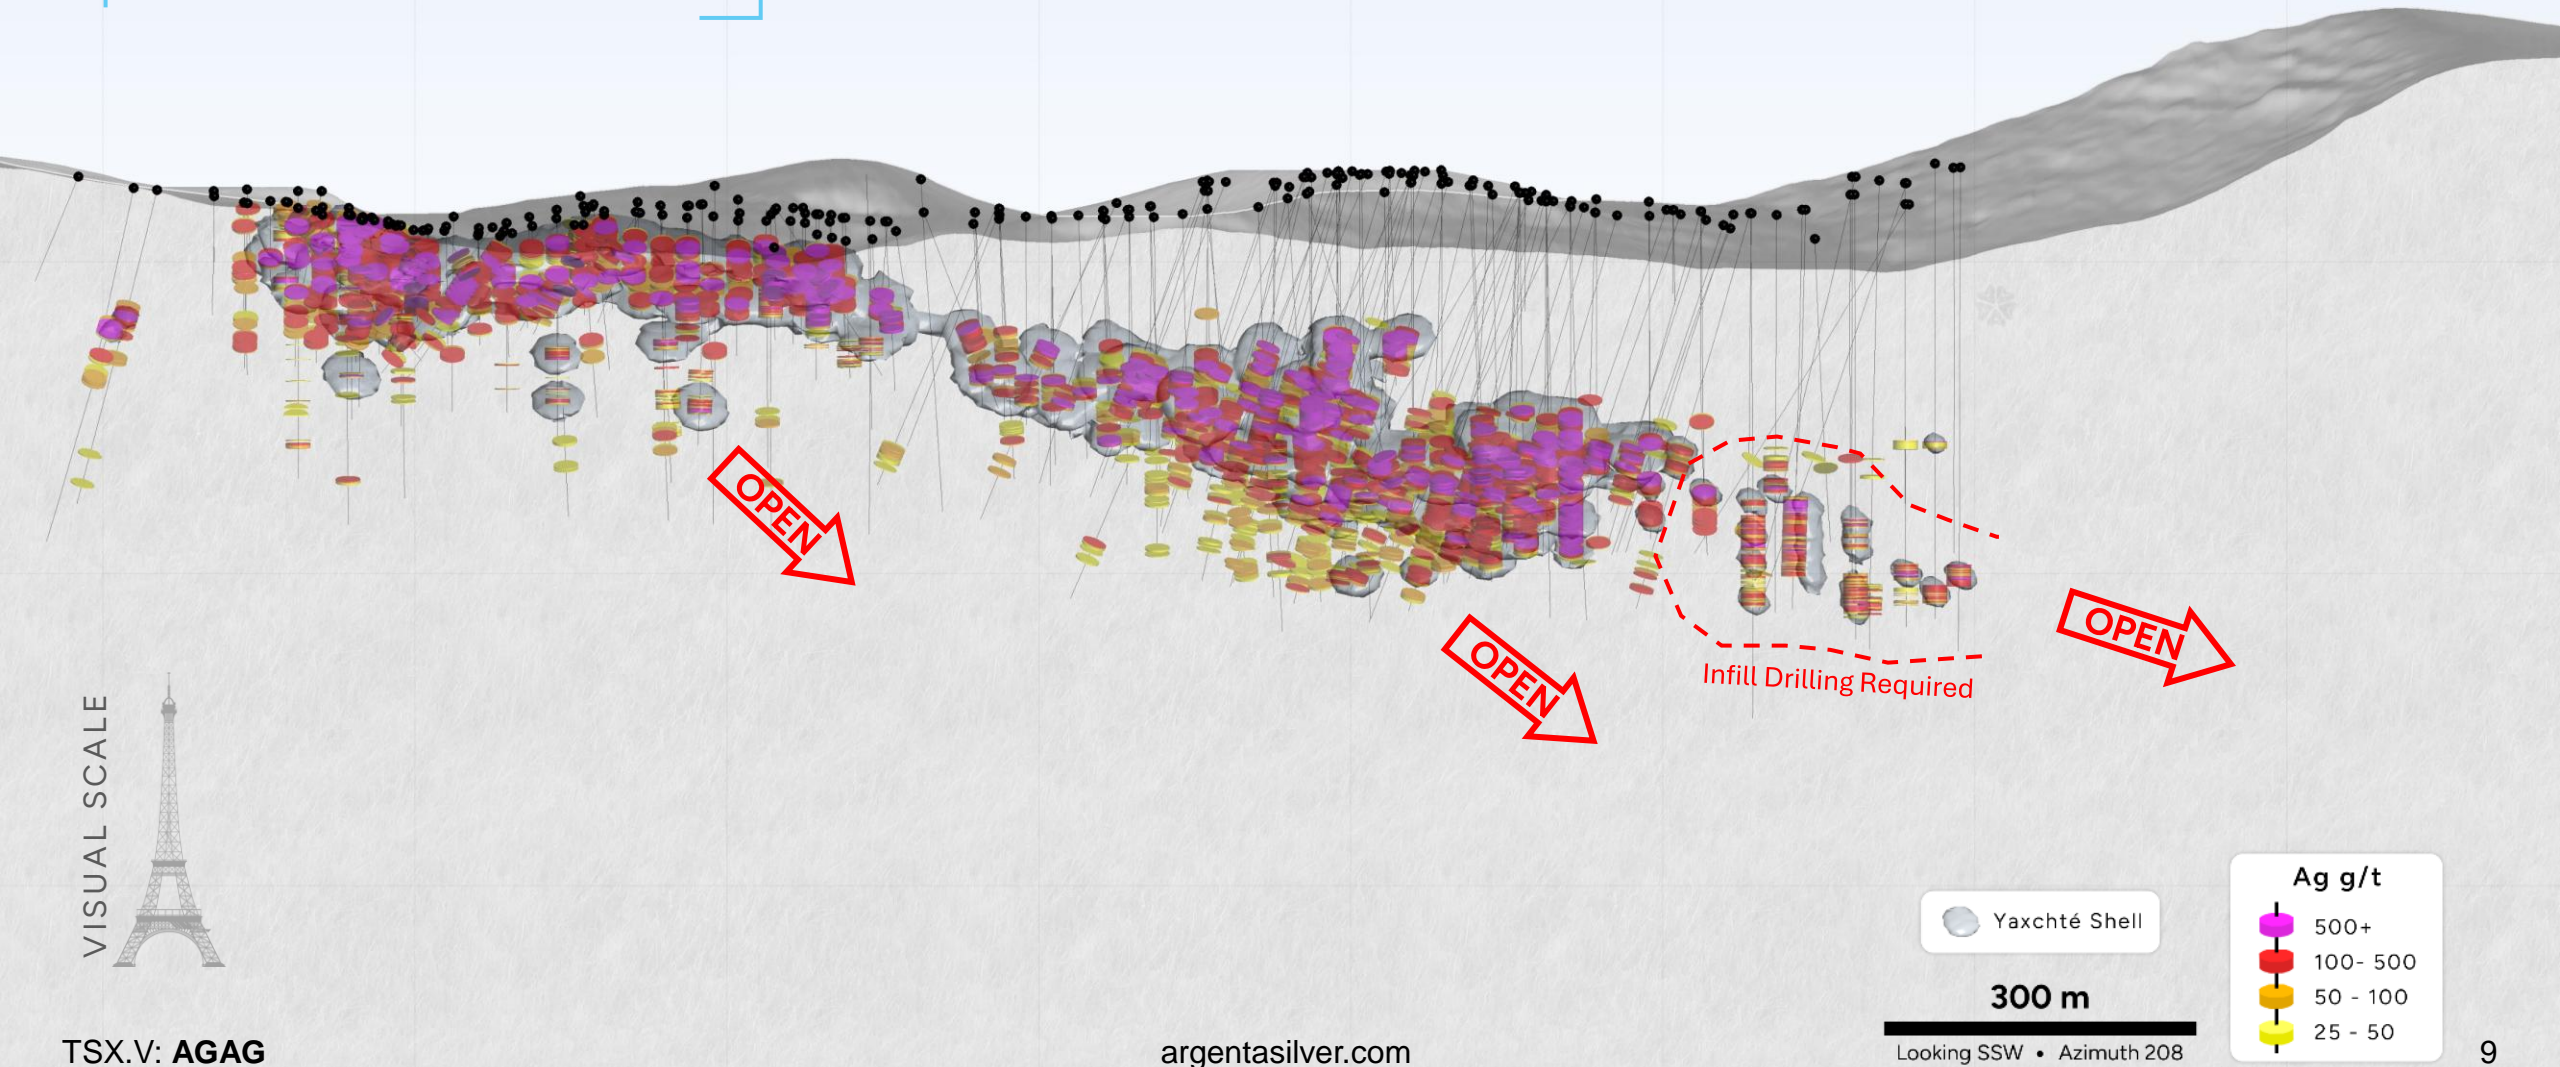 OPEN
OPEN
OPEN
Infill Drilling Required
VISUAL SCALE
Yaxchté Shell
300 m
Looking SSW • Azimuth 208
Ag g/t
500+
100- 500
50 - 100
25 - 50
TSX.V: AGAG
argentasilver.com
9